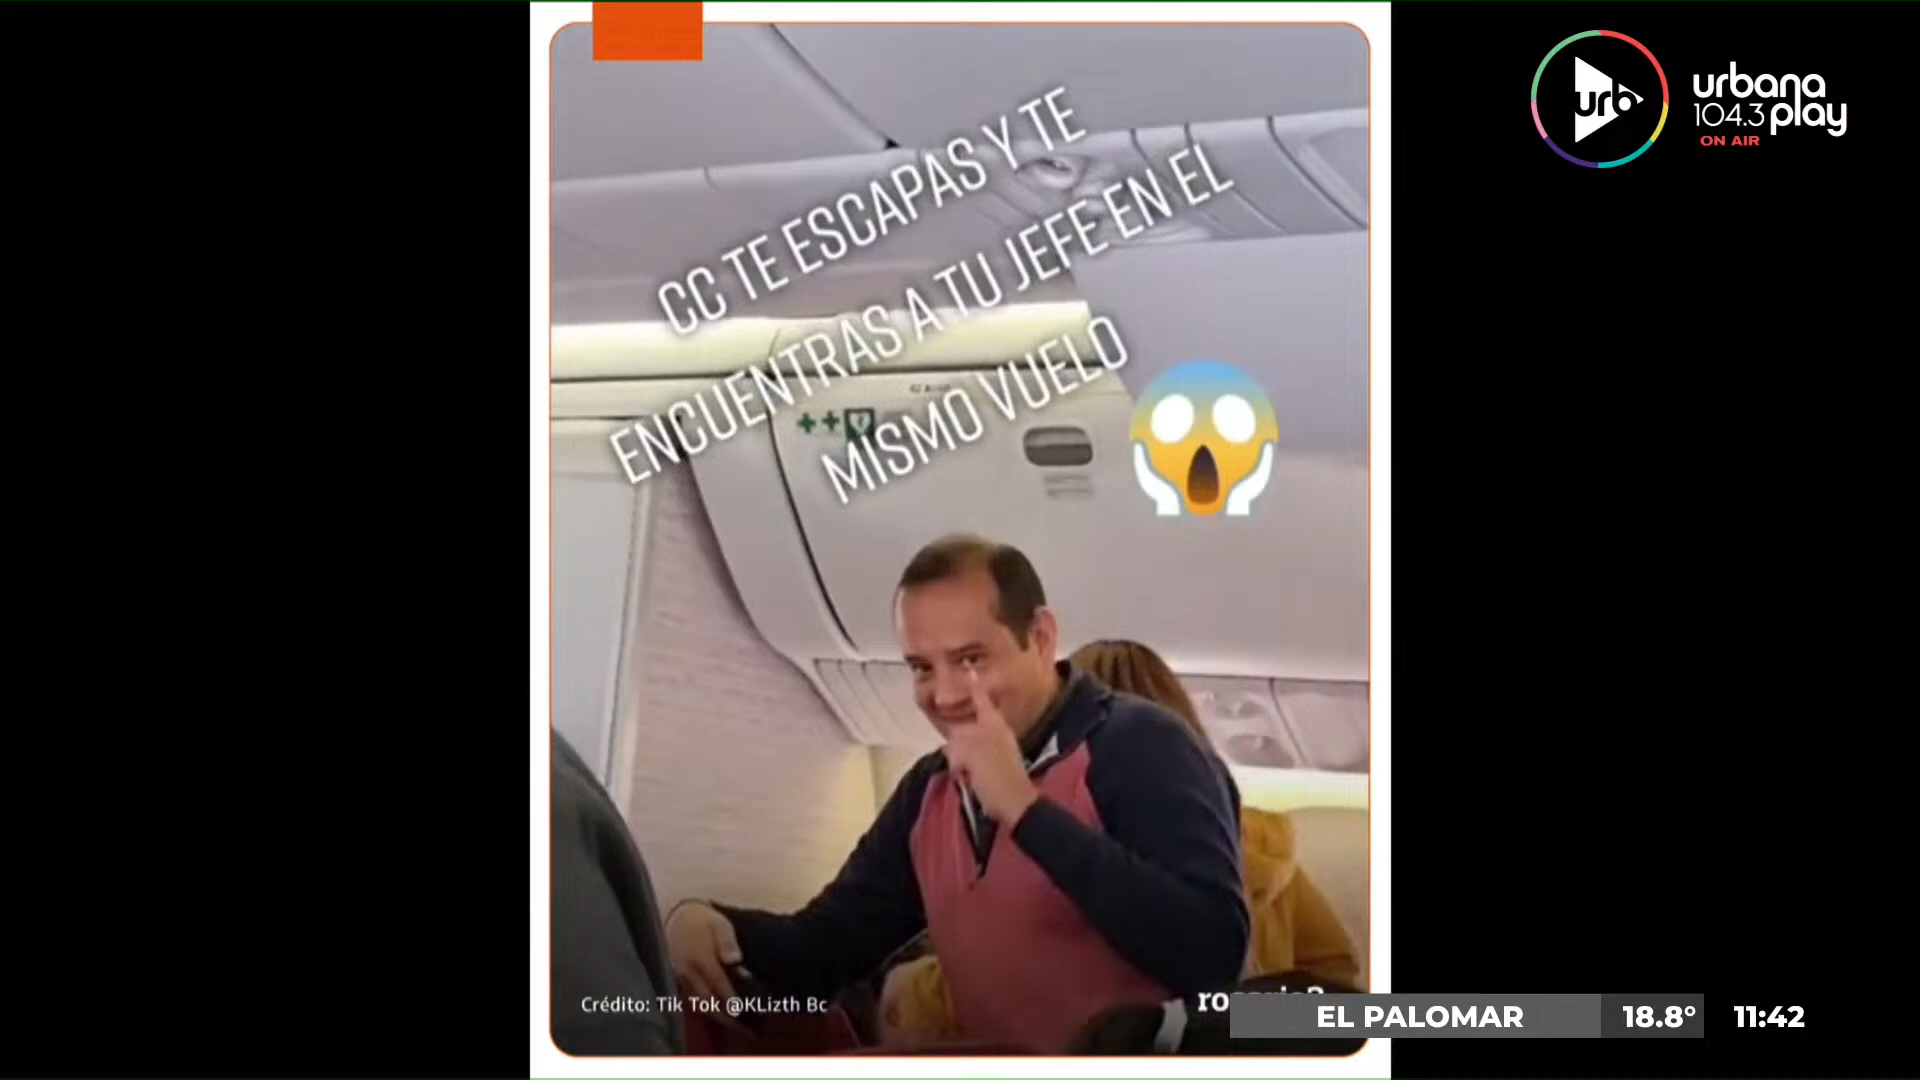 urb
urbana
104.3 play
ON AIR
CC TE ESCAPAS Y TE
ENCUENTRAS A TU JEFE EN EL
MISMO VUELO
Crédito: Tik Tok @KLizth Bc
EL PALOMAR 18.8° 11:42